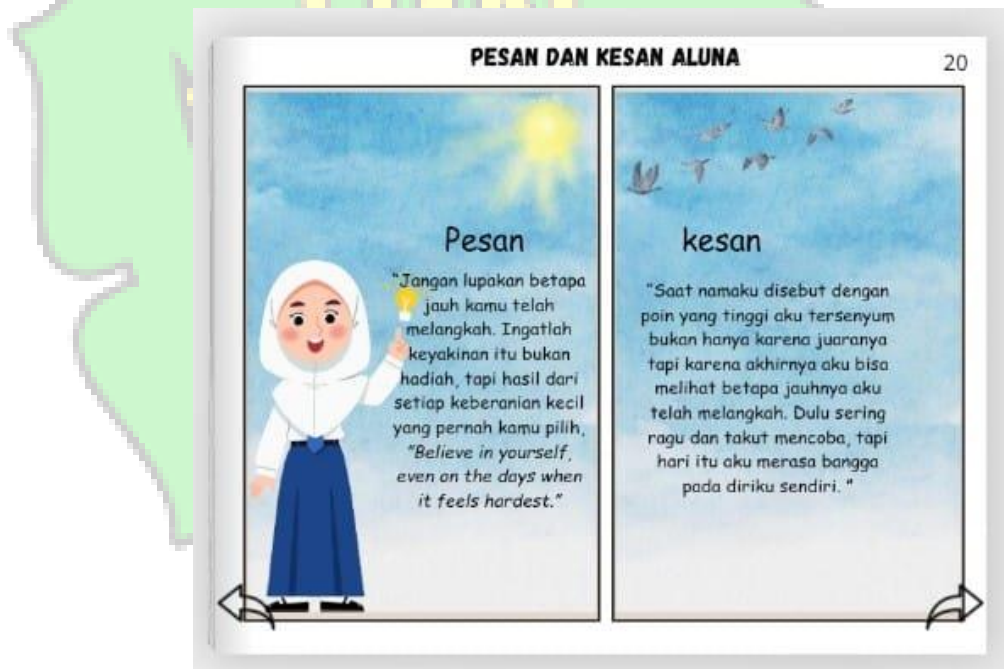 PESAN DAN KESAN ALUNA
20
Pesan
"Jangan lupakan betapa
jauh kamu telah
melangkah. Ingatlah
keyakinan itu bukan
hadiah, tapi hasil dari
setiap keberanian kecil
yang pernah kamu pilih,
"Believe in yourself,
even on the days when
it feels hardest."
kesan
"Saat namaku disebut dengan
poin yang tinggi aku tersenyum
bukan hanya karena juaranya
tapi karena akhirnya aku bisa
melihat betapa jauhnya aku
telah melangkah. Dulu sering
ragu dan takut mencoba, tapi
hari itu aku merasa bangga
pada diriku sendiri. "